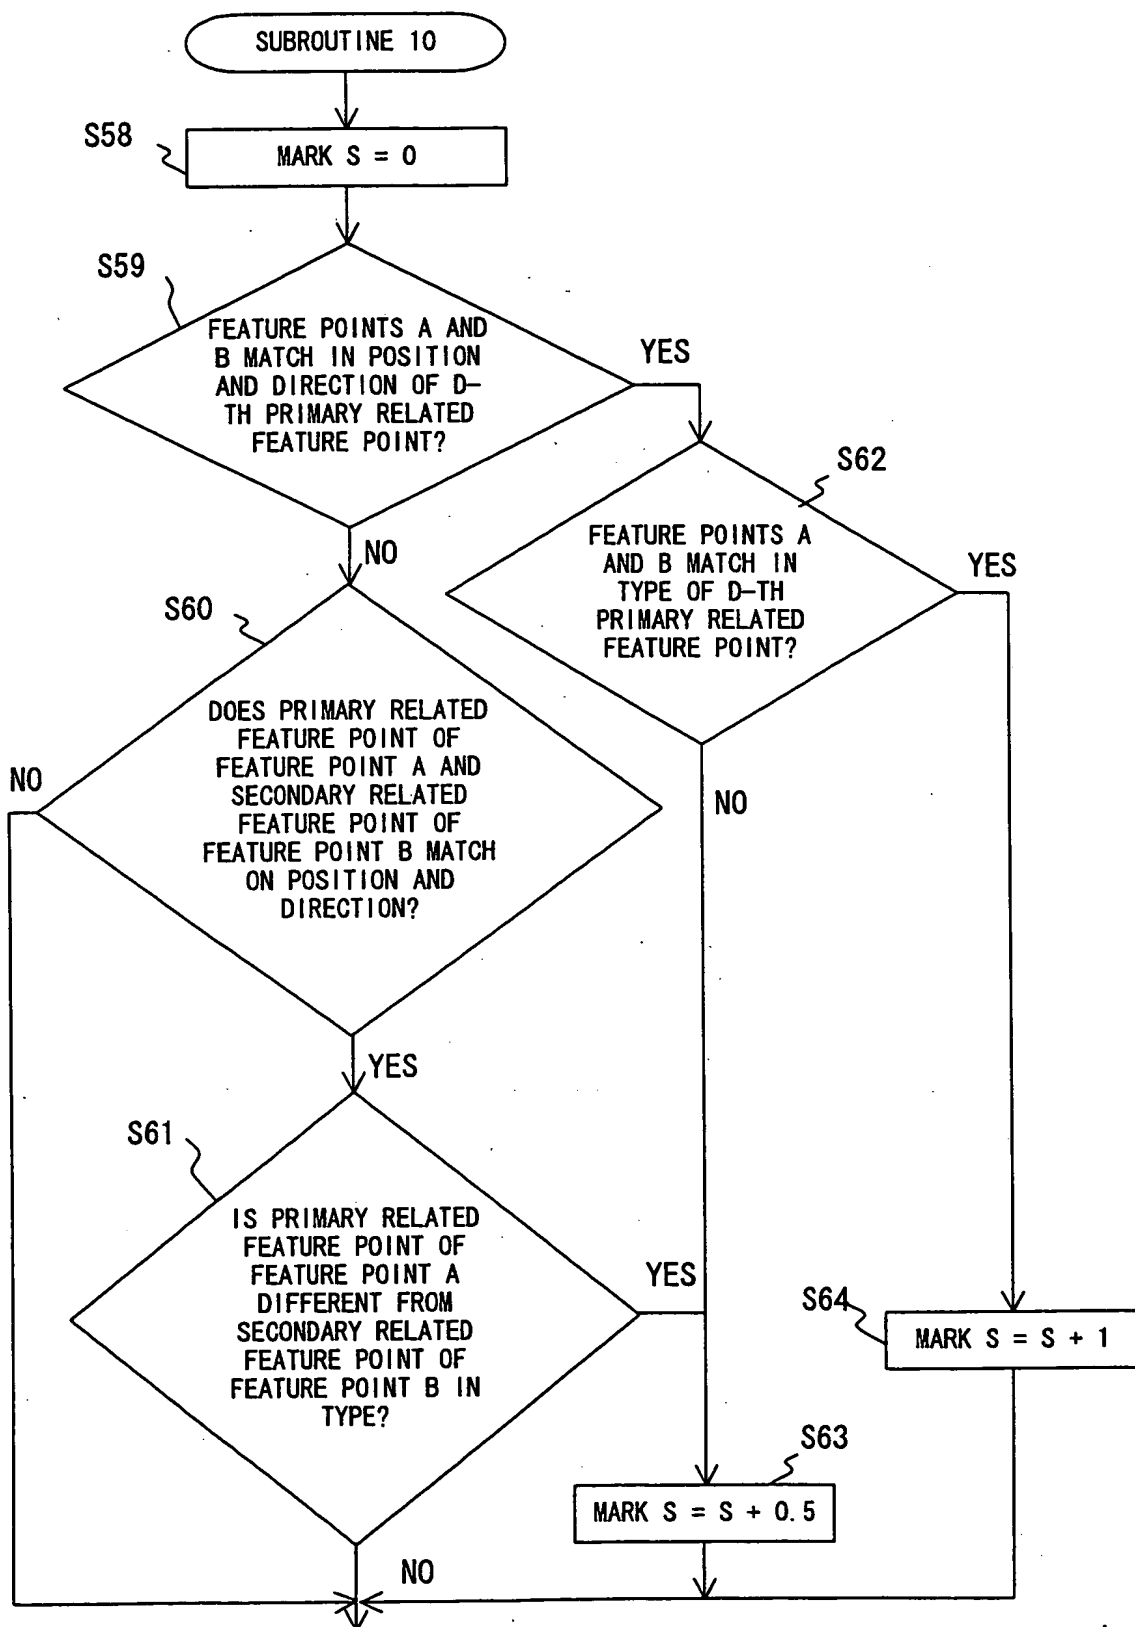 SUBROUTINE 10
S58
MARK S = 0
S59
FEATURE POINTS A AND
B MATCH IN POSITION
AND DIRECTION OF D-
TH PRIMARY RELATED
FEATURE POINT?
YES
NO
S62
FEATURE POINTS A
AND B MATCH IN
TYPE OF D-TH
PRIMARY RELATED
FEATURE POINT?
YES
NO
S60
DOES PRIMARY RELATED
FEATURE POINT OF
FEATURE POINT A AND
SECONDARY RELATED
FEATURE POINT OF
FEATURE POINT B MATCH
ON POSITION AND
DIRECTION?
NO
YES
S61
IS PRIMARY RELATED
FEATURE POINT OF
FEATURE POINT A
DIFFERENT FROM
SECONDARY RELATED
FEATURE POINT OF
FEATURE POINT B IN
TYPE?
YES
NO
S64
MARK S = S + 1
S63
MARK S = S + 0.5